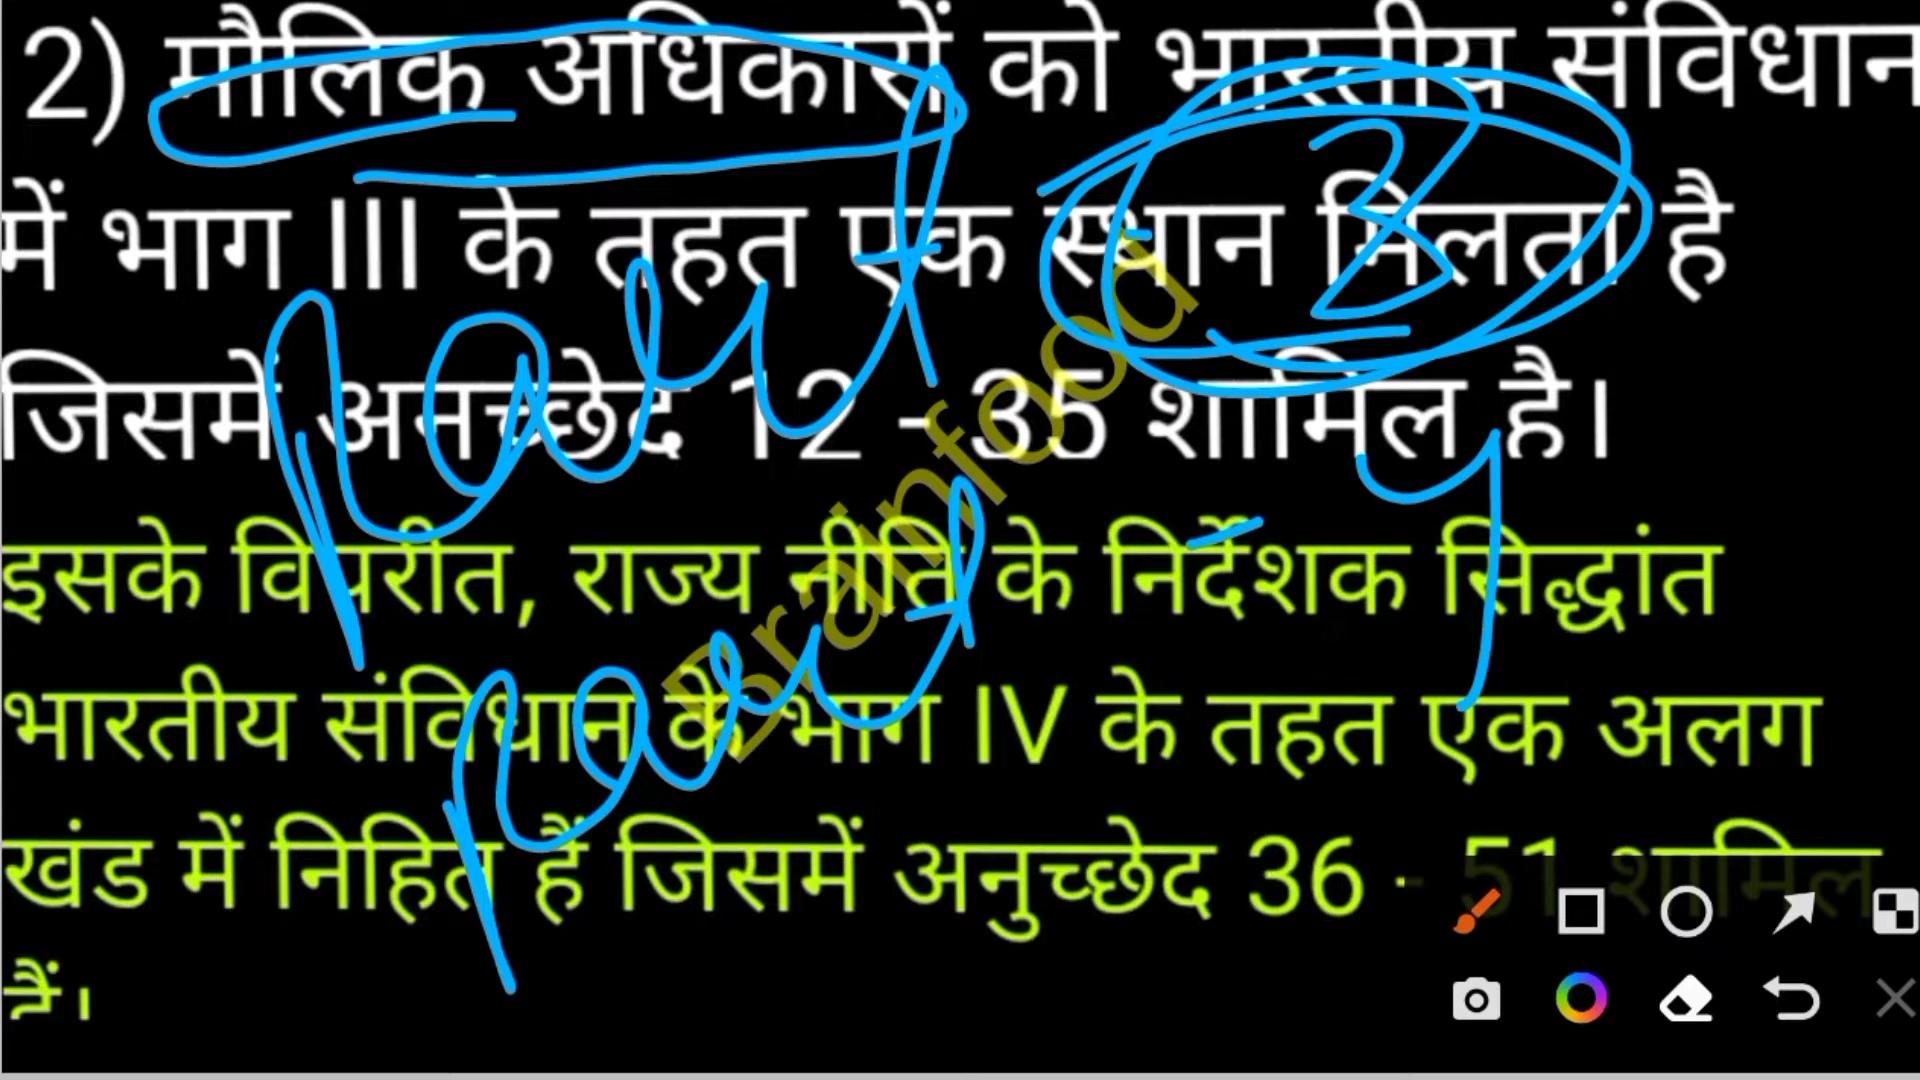 2) मौलिक अधिकारों को भारतीय संविधान
में भाग III के तहत एक स्थान मिलता है
जिसमें अनुच्छेद 12 - 35 शामिल है।
इसके विपरीत, राज्य नीति के निर्देशक सिद्धांत
भारतीय संविधान के भाग IV के तहत एक अलग
खंड में निहित हैं जिसमें अनुच्छेद 36 - 51 शामिल
हैं।
part 3
part 4
Brainfood